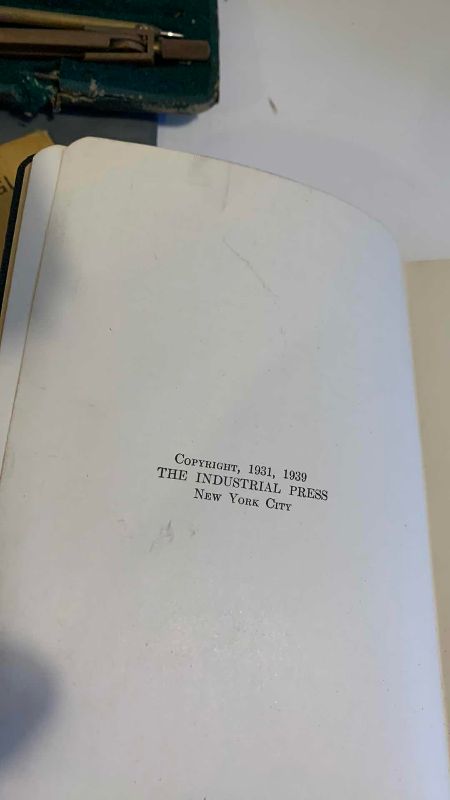 Copyright, 1931, 1939
THE INDUSTRIAL PRESS
New York City